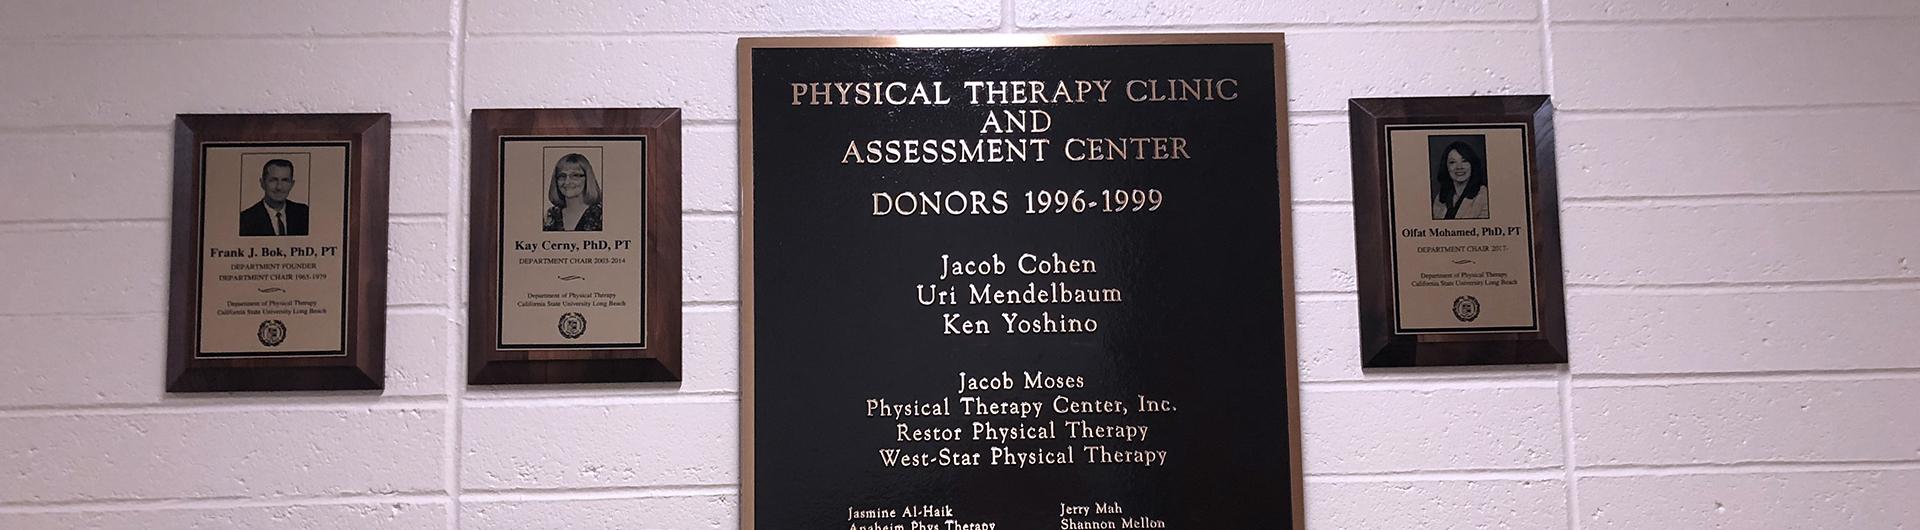 Frank J. Bok, PhD, PT
DEPARTMENT FOUNDER
DEPARTMENT CHAIR 1965-1979
Department of Physical Therapy
California State University Long Beach
Kay Cerny, PhD, PT
DEPARTMENT CHAIR 2003-2014
Department of Physical Therapy
California State University Long Beach
PHYSICAL THERAPY CLINIC
AND
ASSESSMENT CENTER
DONORS 1996-1999
Jacob Cohen
Uri Mendelbaum
Ken Yoshino
Jacob Moses
Physical Therapy Center, Inc.
Restor Physical Therapy
West-Star Physical Therapy
Jasmine Al-Haik
Anaheim Phys Therapy
Jerry Mah
Shannon Mellon
Olfat Mohamed, PhD, PT
DEPARTMENT CHAIR 2017-
Department of Physical Therapy
California State University Long Beach